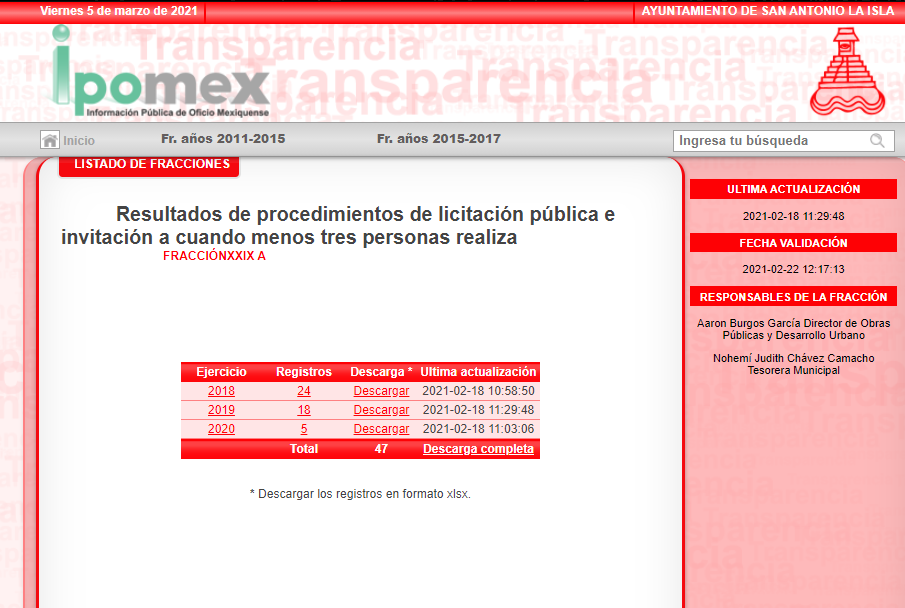 Viernes 5 de marzo de 2021
AYUNTAMIENTO DE SAN ANTONIO LA ISLA
Transparencia
ipomex
Información Pública de Oficio Mexiquense
Inicio
Fr. años 2011-2015
Fr. años 2015-2017
Ingresa tu búsqueda
LISTADO DE FRACCIONES
Resultados de procedimientos de licitación pública e
invitación a cuando menos tres personas realiza
FRACCIÓNXXIX A
Ejercicio Registros Descarga * Ultima actualización
2018 24 Descargar 2021-02-18 10:58:50
2019 18 Descargar 2021-02-18 11:29:48
2020 5 Descargar 2021-02-18 11:03:06
Total 47 Descarga completa
* Descargar los registros en formato xlsx.
ULTIMA ACTUALIZACIÓN
2021-02-18 11:29:48
FECHA VALIDACIÓN
2021-02-22 12:17:13
RESPONSABLES DE LA FRACCIÓN
Aaron Burgos García Director de Obras
Públicas y Desarrollo Urbano
Nohemí Judith Chávez Camacho
Tesorera Municipal